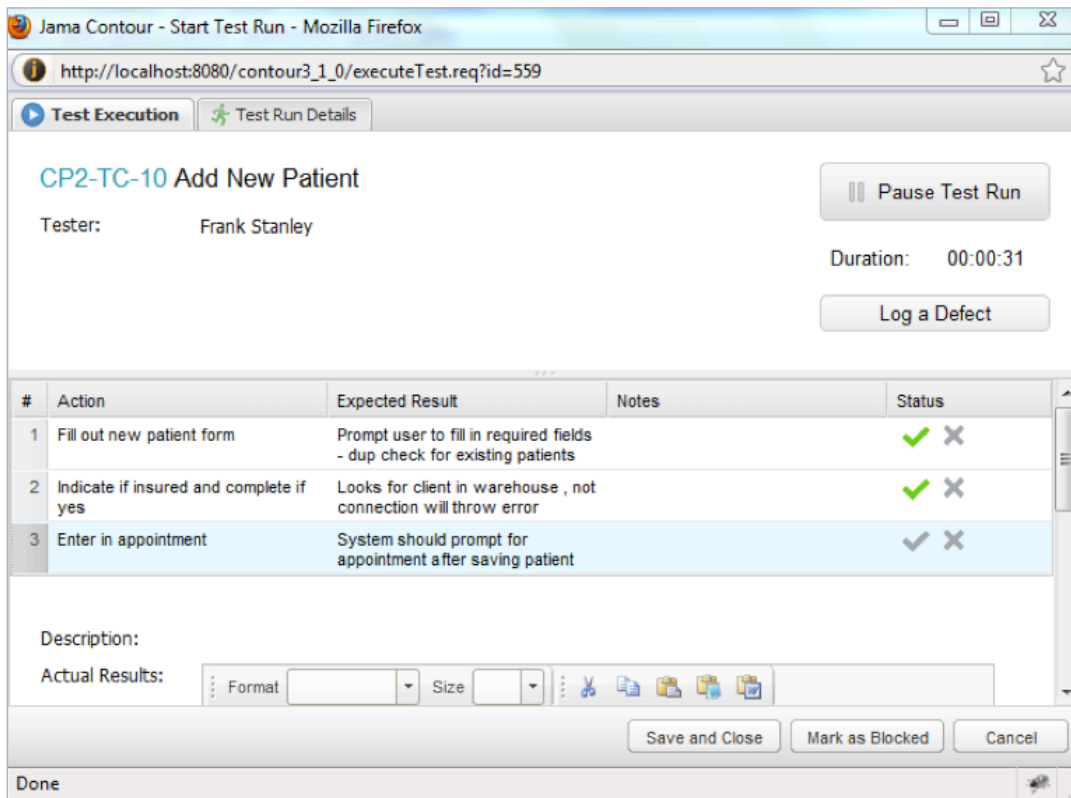 Jama Contour - Start Test Run - Mozilla Firefox
http://localhost:8080/contour3_1_0/executeTest.req?id=559
Test Execution
Test Run Details
CP2-TC-10 Add New Patient
Pause Test Run
Tester: Frank Stanley
Duration: 00:00:31
Log a Defect
# Action Expected Result Notes Status
1 Fill out new patient form Prompt user to fill in required fields
- dup check for existing patients
2 Indicate if insured and complete if Looks for client in warehouse , not
yes connection will throw error
3 Enter in appointment System should prompt for
appointment after saving patient
Description:
Actual Results:
Format Size
Save and Close Mark as Blocked Cancel
Done